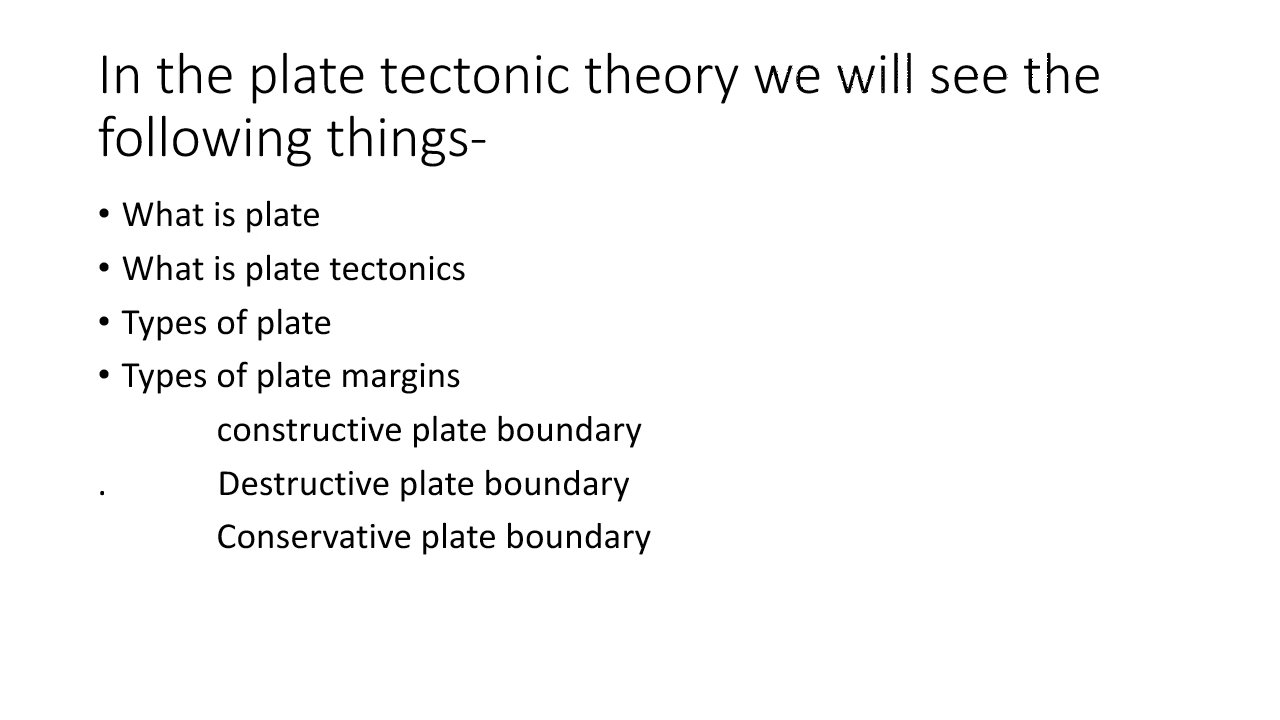 In the plate tectonic theory we will see the
following things-
• What is plate
• What is plate tectonics
• Types of plate
• Types of plate margins
constructive plate boundary
. Destructive plate boundary
Conservative plate boundary